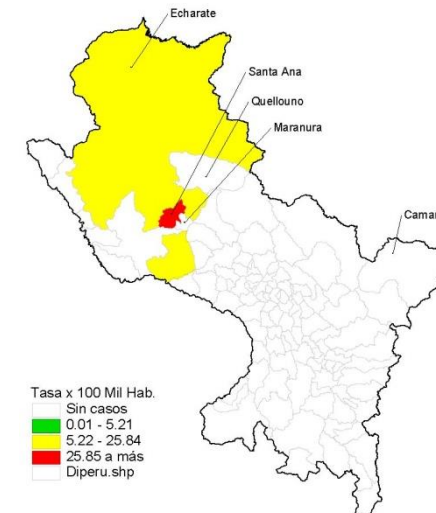 Echarate
Santa Ana
Quellouno
Maranura
Camar
Tasa x 100 Mil Hab.
Sin casos
0.01 - 5.21
5.22 - 25.84
25.85 a más
Diperu.shp